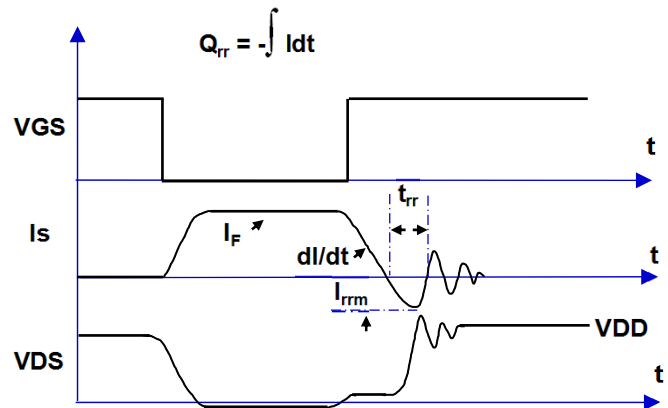 Qrr = -∫ Idt
VGS
t
trr
Is
IF
dI/dt
t
Irrm
VDD
VDS
t